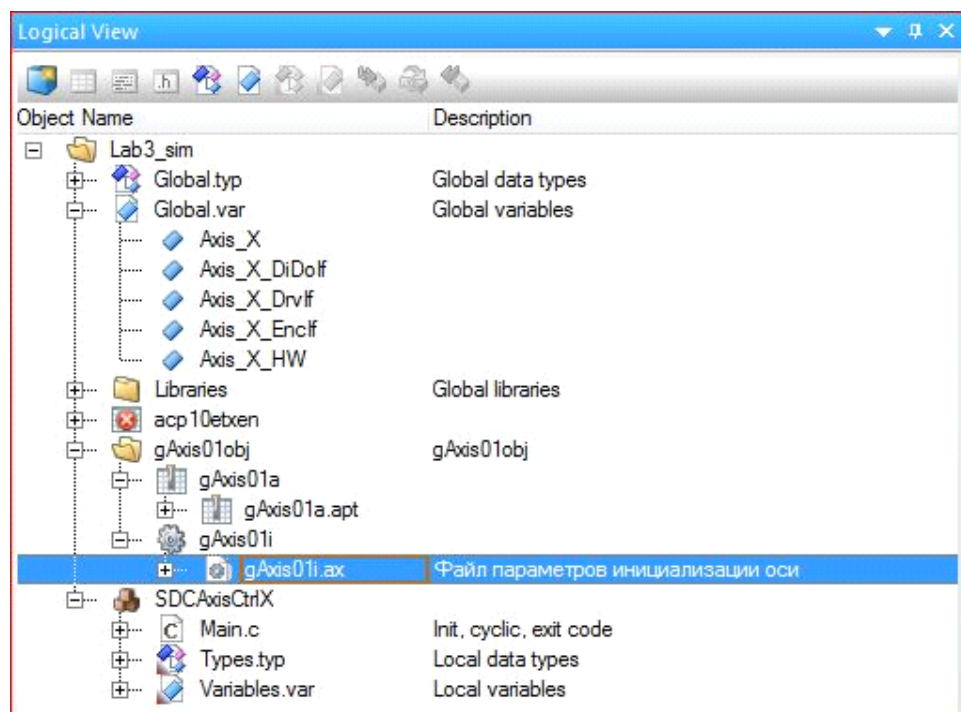 Logical View
.h
Object Name Description
Lab3_sim
Global.typ Global data types
Global.var Global variables
Axis_X
Axis_X_DiDoIf
Axis_X_DrvIf
Axis_X_EncIf
Axis_X_HW
Libraries Global libraries
acp10etxen
gAxis01obj gAxis01obj
gAxis01a
gAxis01a.apt
gAxis01i
gAxis01i.ax Файл параметров инициализации оси
SDCAxisCtrlX
C Main.c Init, cyclic, exit code
Types.typ Local data types
Variables.var Local variables